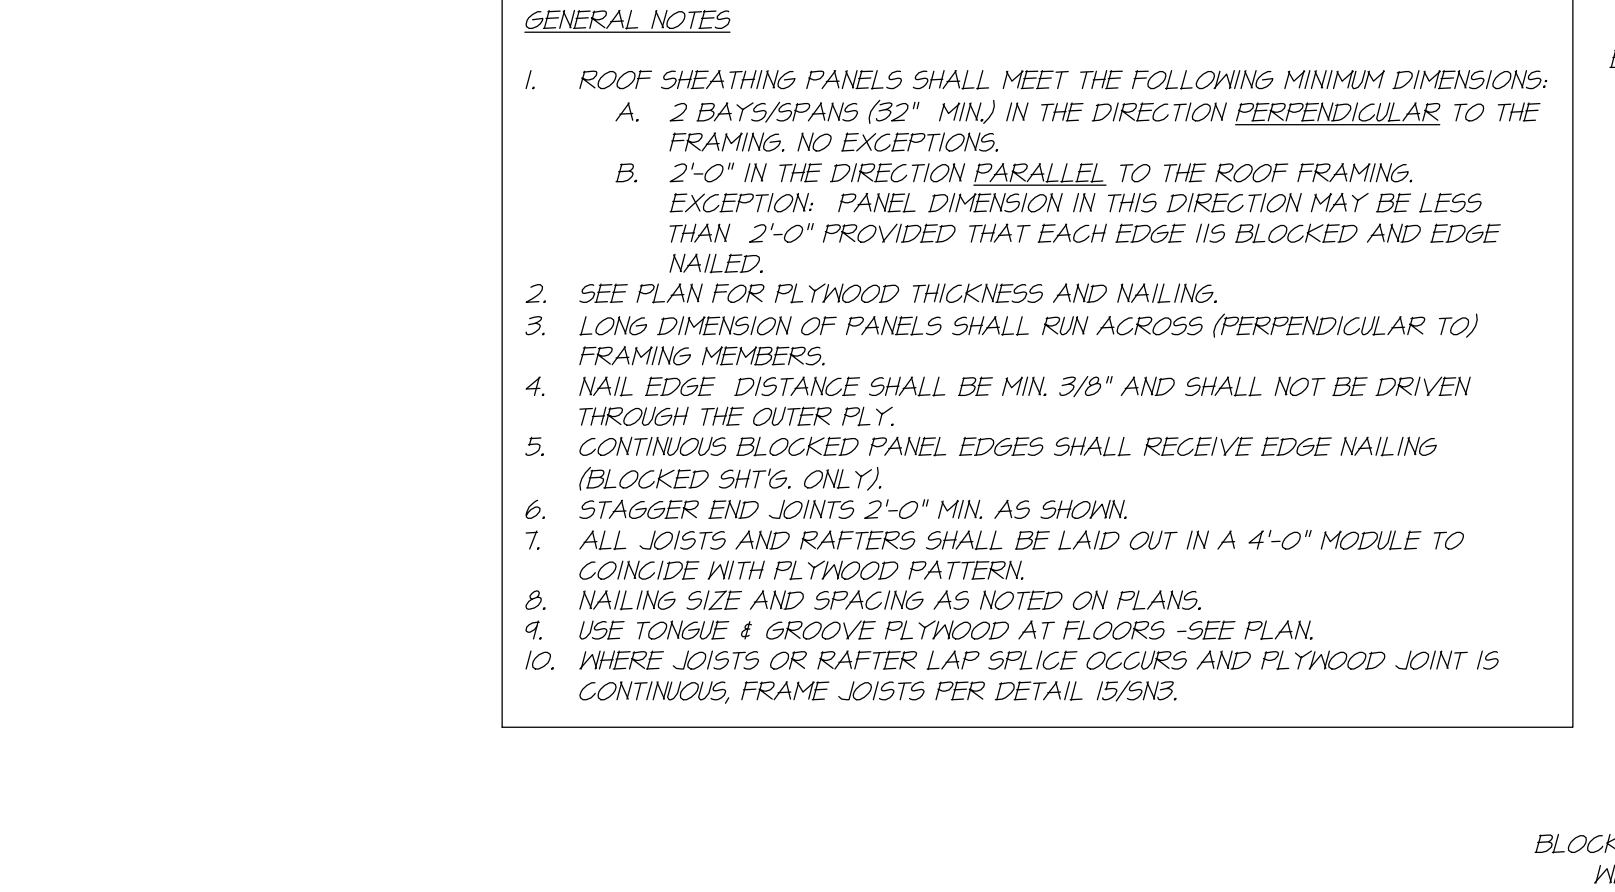 GENERAL NOTES
1. ROOF SHEATHING PANELS SHALL MEET THE FOLLOWING MINIMUM DIMENSIONS:
A. 2 BAYS/SPANS (32" MIN.) IN THE DIRECTION PERPENDICULAR TO THE
FRAMING. NO EXCEPTIONS.
B. 2'-0" IN THE DIRECTION PARALLEL TO THE ROOF FRAMING.
EXCEPTION: PANEL DIMENSION IN THIS DIRECTION MAY BE LESS
THAN 2'-0" PROVIDED THAT EACH EDGE IIS BLOCKED AND EDGE
NAILED.
2. SEE PLAN FOR PLYWOOD THICKNESS AND NAILING.
3. LONG DIMENSION OF PANELS SHALL RUN ACROSS (PERPENDICULAR TO)
FRAMING MEMBERS.
4. NAIL EDGE DISTANCE SHALL BE MIN. 3/8" AND SHALL NOT BE DRIVEN
THROUGH THE OUTER PLY.
5. CONTINUOUS BLOCKED PANEL EDGES SHALL RECEIVE EDGE NAILING
(BLOCKED SHT'G. ONLY).
6. STAGGER END JOINTS 2'-0" MIN. AS SHOWN.
7. ALL JOISTS AND RAFTERS SHALL BE LAID OUT IN A 4'-0" MODULE TO
COINCIDE WITH PLYWOOD PATTERN.
8. NAILING SIZE AND SPACING AS NOTED ON PLANS.
9. USE TONGUE & GROOVE PLYWOOD AT FLOORS -SEE PLAN.
10. WHERE JOISTS OR RAFTER LAP SPLICE OCCURS AND PLYWOOD JOINT IS
CONTINUOUS, FRAME JOISTS PER DETAIL 15/SN3.
BLOCK